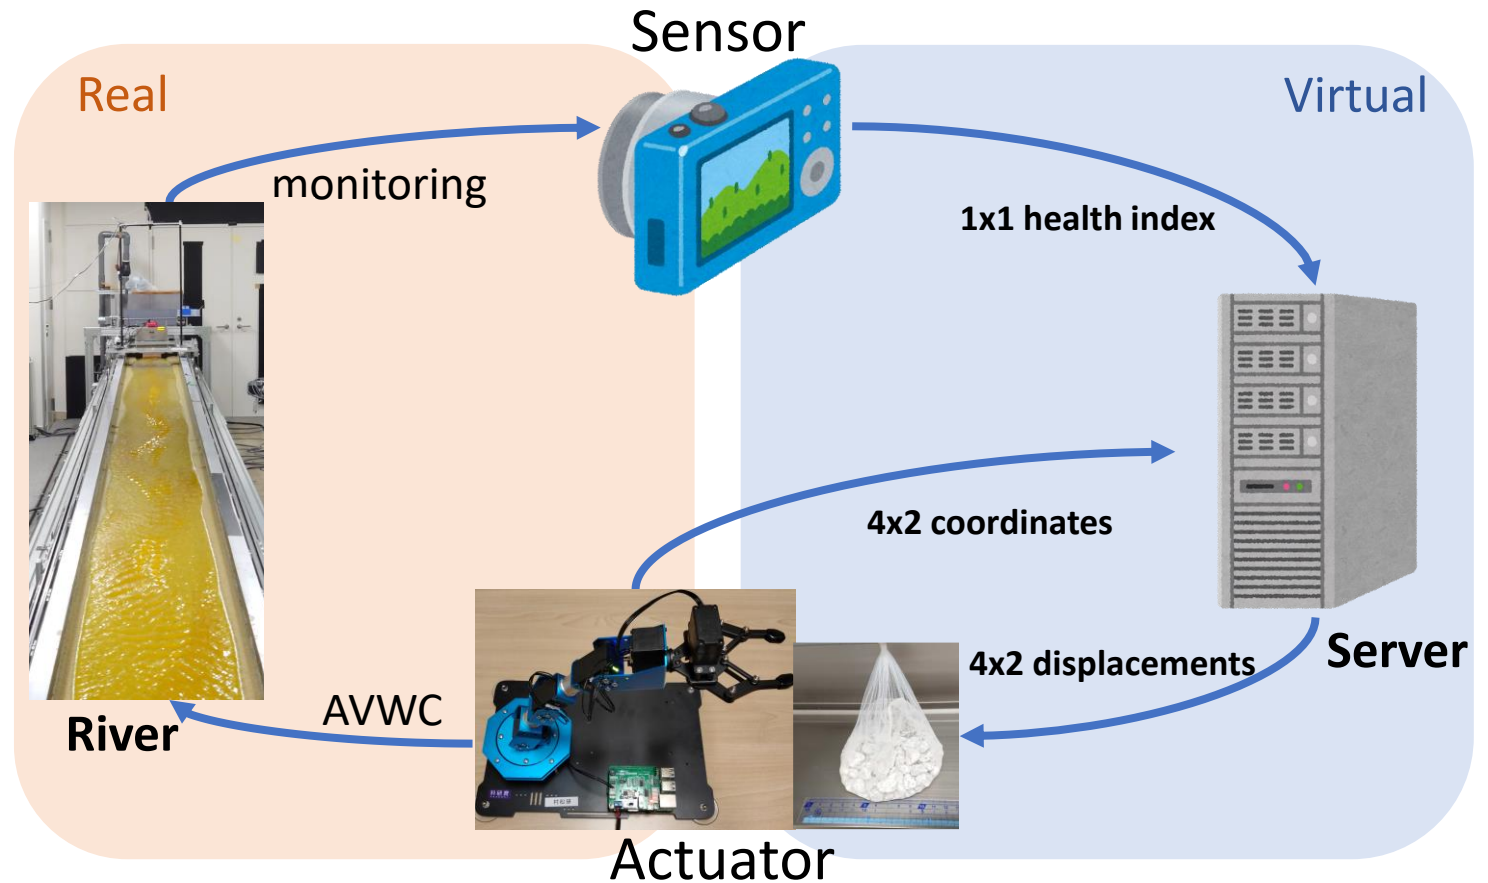 Sensor
Real
Virtual
monitoring
1x1 health index
4x2 coordinates
Server
4x2 displacements
AVWC
River
Actuator